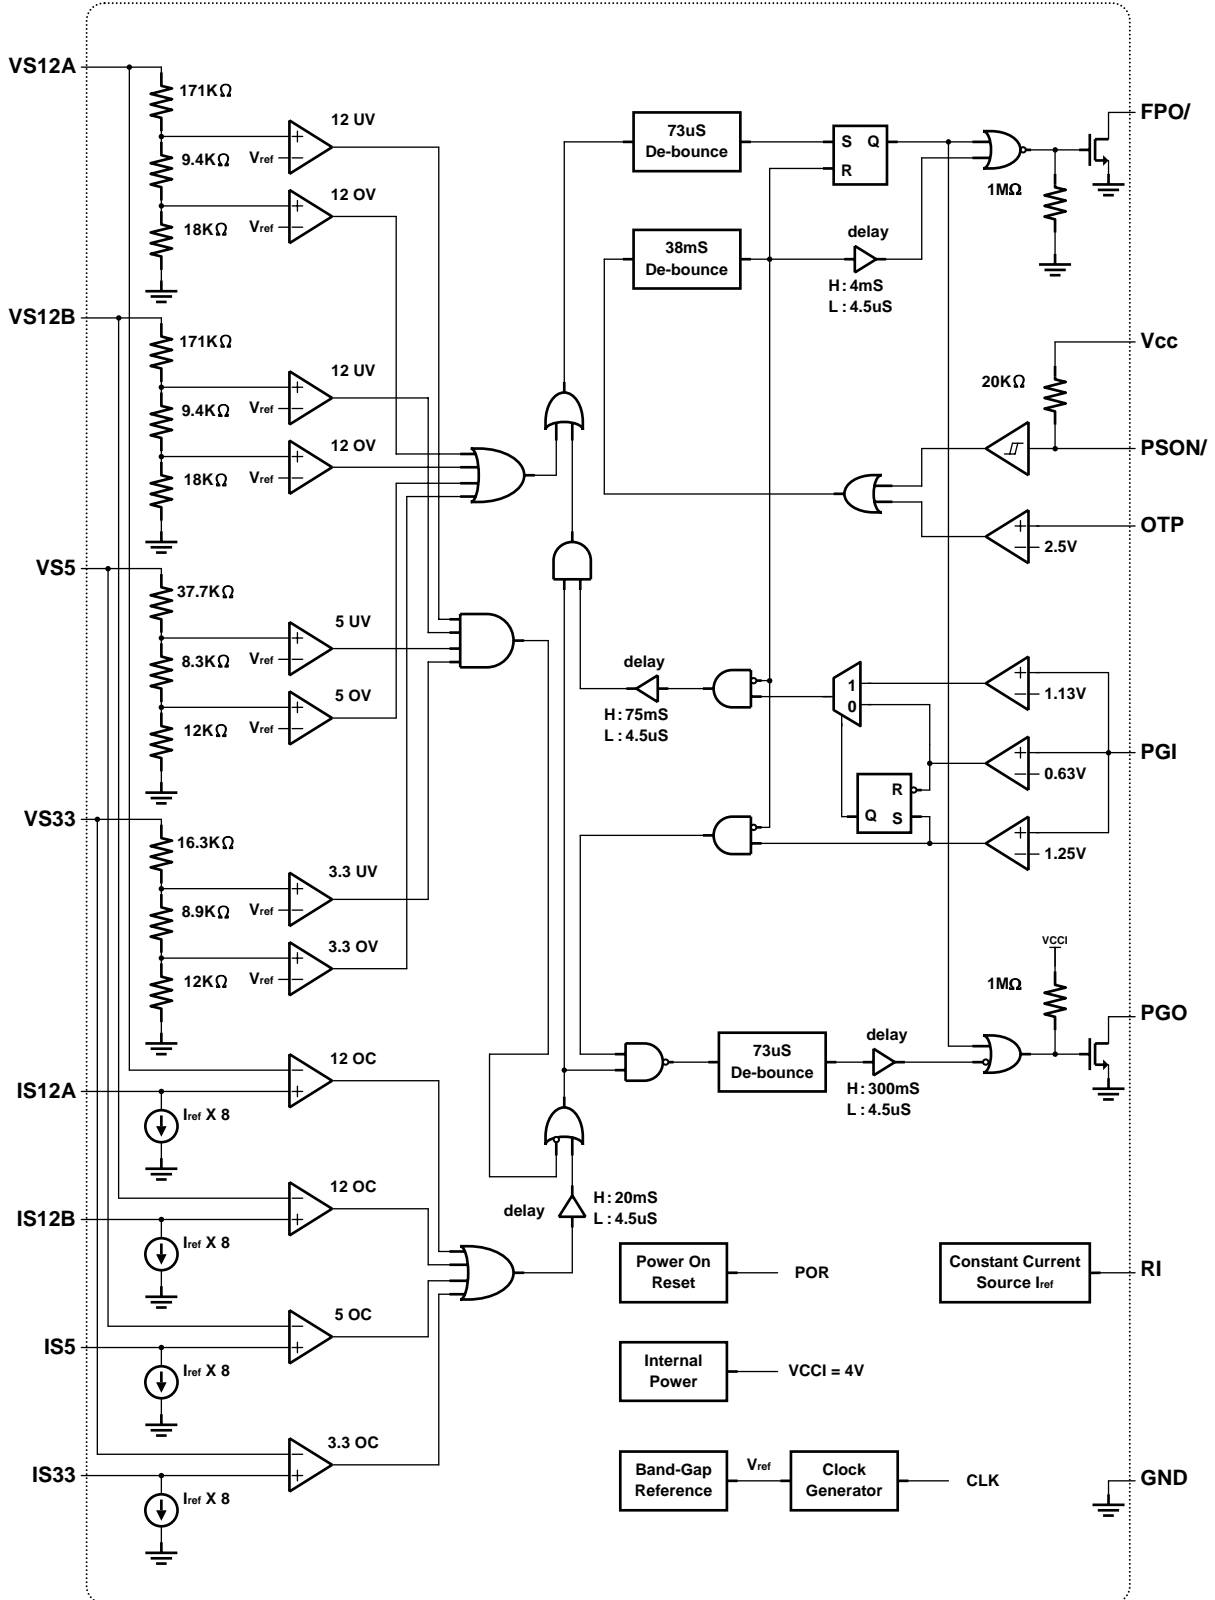 VS12A
171KΩ
12 UV
9.4KΩ
Vref
12 OV
18KΩ
Vref
VS12B
171KΩ
12 UV
9.4KΩ
Vref
12 OV
18KΩ
Vref
VS5
37.7KΩ
5 UV
8.3KΩ
Vref
5 OV
12KΩ
Vref
VS33
16.3KΩ
3.3 UV
8.9KΩ
Vref
3.3 OV
12KΩ
Vref
12 OC
IS12A
Iref X 8
12 OC
IS12B
Iref X 8
5 OC
IS5
Iref X 8
3.3 OC
IS33
Iref X 8
73uS
De-bounce
S Q
R
1MΩ
FPO/
38mS
De-bounce
delay
H : 4mS
L : 4.5uS
Vcc
20KΩ
PSON/
OTP
2.5V
delay
H : 75mS
L : 4.5uS
1
0
1.13V
PGI
0.63V
R
Q S
1.25V
VCCI
1MΩ
PGO
73uS
De-bounce
delay
H : 300mS
L : 4.5uS
delay
H : 20mS
L : 4.5uS
Power On
Reset
POR
Constant Current
Source Iref
RI
Internal
Power
VCCI = 4V
Band-Gap
Reference
Vref
Clock
Generator
CLK
GND